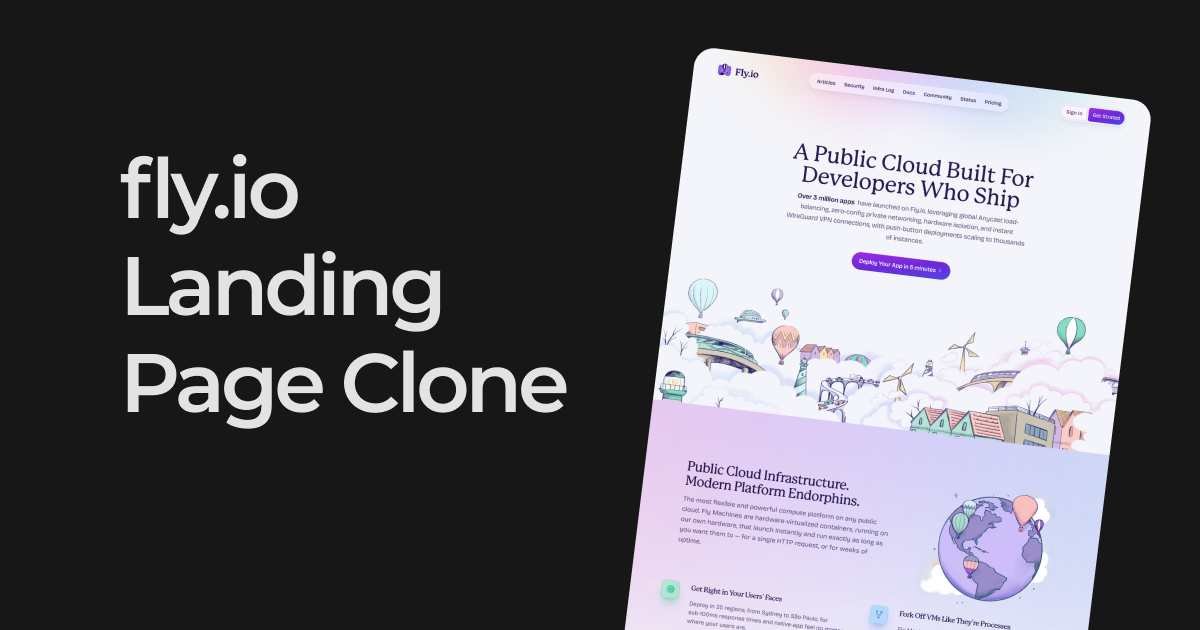 fly.io
Landing
Page Clone
Fly.io
Articles Security Infra Log Docs Community Status Pricing
Sign In Get Strated
A Public Cloud Built For
Developers Who Ship
Over 3 million apps have launched on Fly.io, leveraging global Anycast load-
balancing, zero-config private networking, hardware isolation, and instant
WireGuard VPN connections, with push-button deployments scaling to thousands
of instances.
Deploy Your App in 5 minutes ›
Public Cloud Infrastructure.
Modern Platform Endorphins.
The most flexible and powerful compute platform on any public
cloud. Fly Machines are hardware-virtualized containers, running on
our own hardware, that launch instantly and run exactly as long as
you want them to — for a single HTTP request, or for weeks of
uptime.
Get Right in Your Users' Faces
Deploy in 35 regions, from Sydney to São Paulo, for
sub-100ms response times and native-app feel no matter
where your users are.
Fork Off VMs Like They're Processes